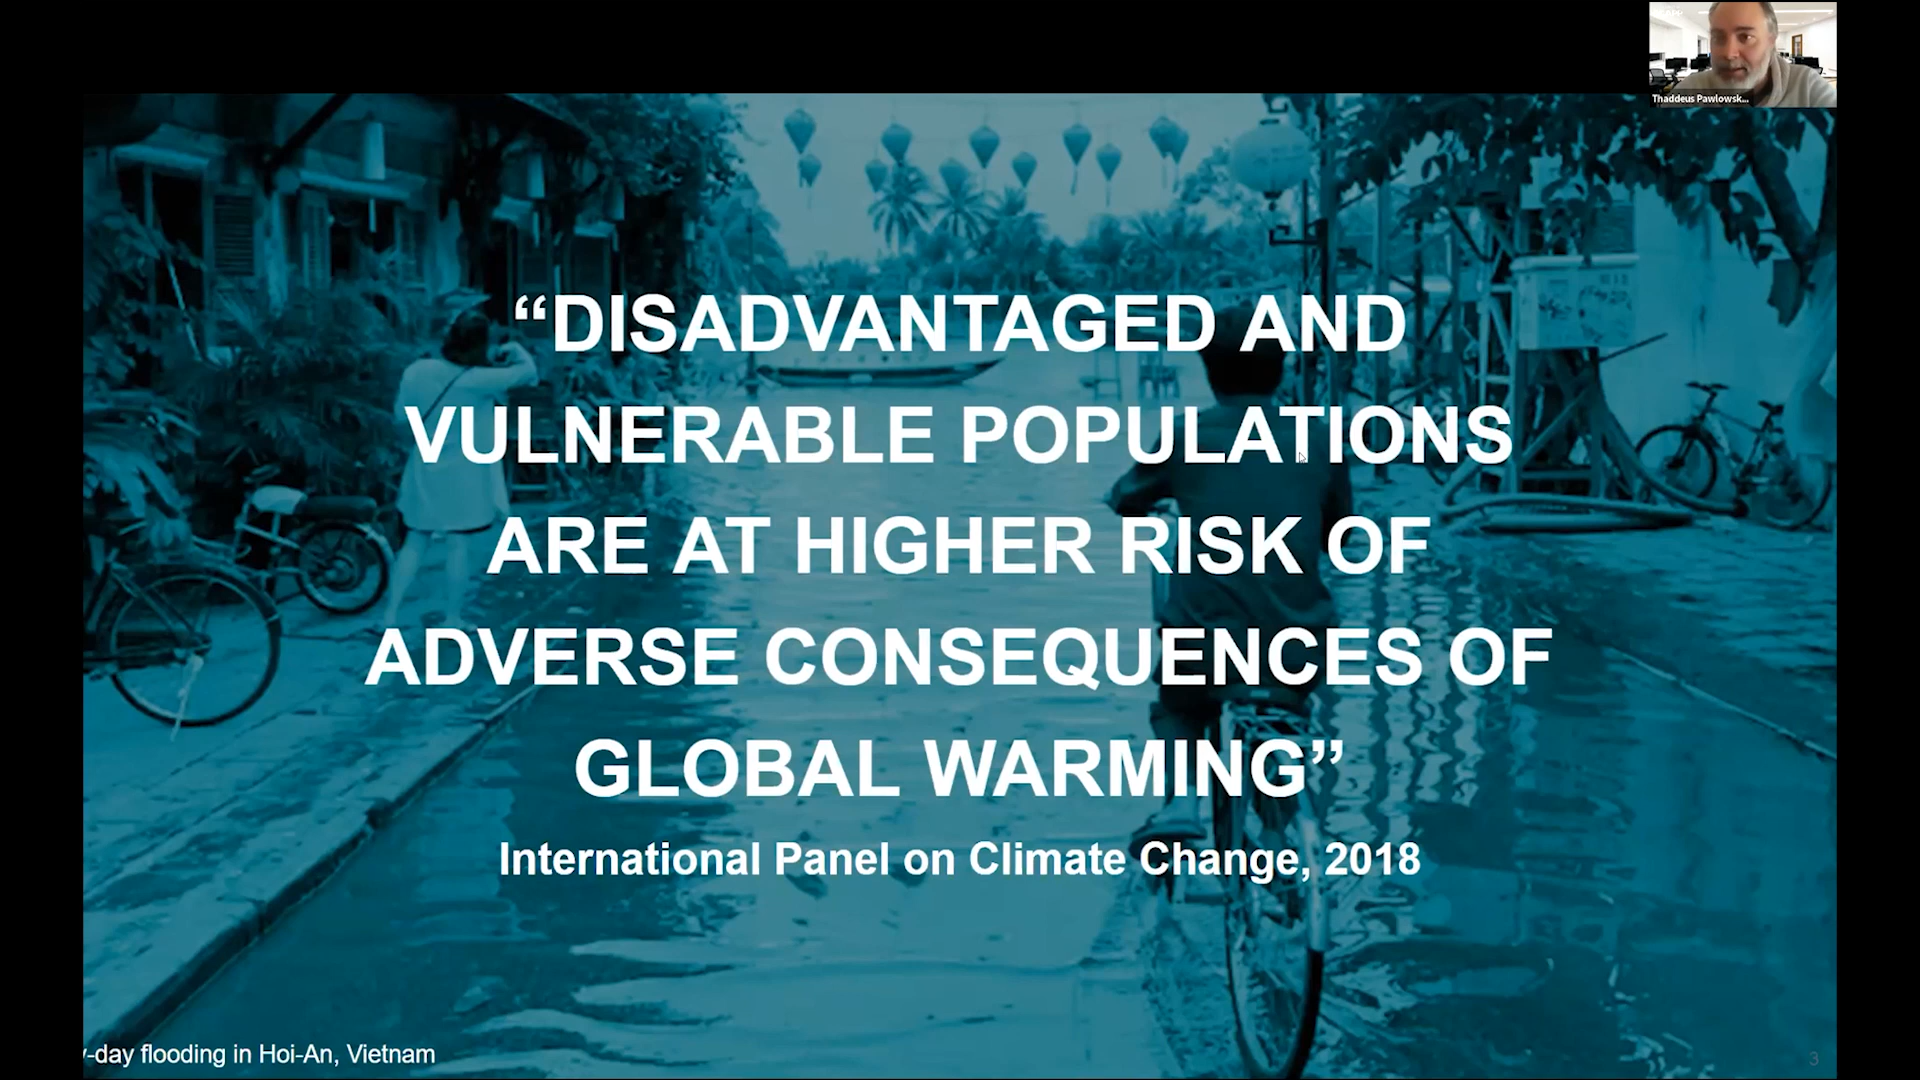 Thaddeus Pawlowsk...
“DISADVANTAGED AND
VULNERABLE POPULATIONS
ARE AT HIGHER RISK OF
ADVERSE CONSEQUENCES OF
GLOBAL WARMING”
International Panel on Climate Change, 2018
-day flooding in Hoi-An, Vietnam
3